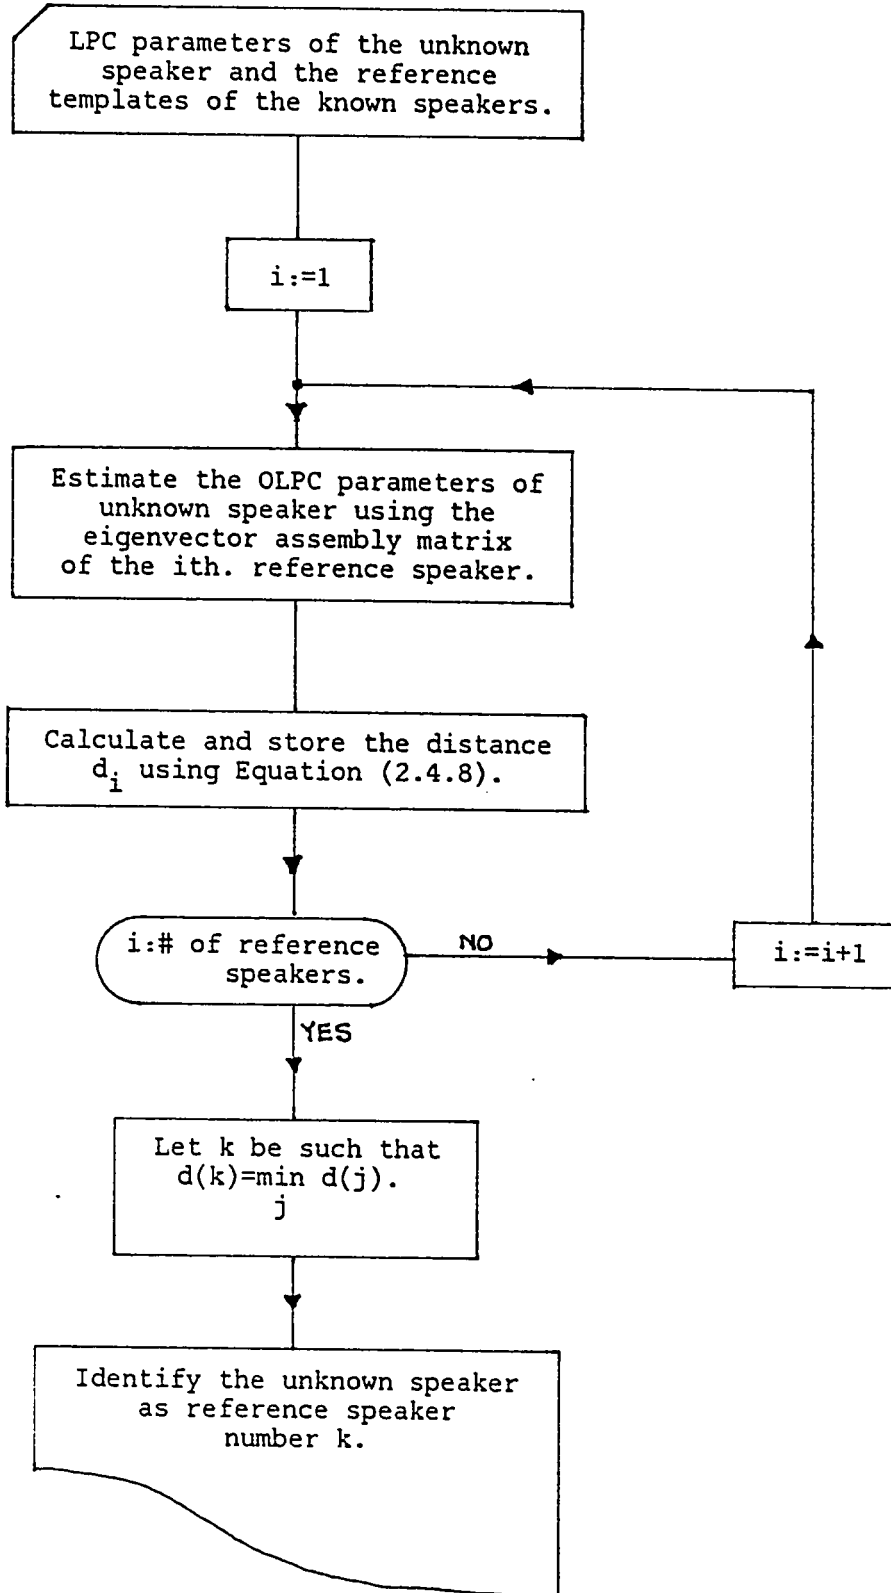 LPC parameters of the unknown
speaker and the reference
templates of the known speakers.
i:=1
Estimate the OLPC parameters of
unknown speaker using the
eigenvector assembly matrix
of the ith. reference speaker.
Calculate and store the distance
di using Equation (2.4.8).
i:# of reference
speakers.
NO
i:=i+1
YES
Let k be such that
d(k)=min d(j).
j
Identify the unknown speaker
as reference speaker
number k.